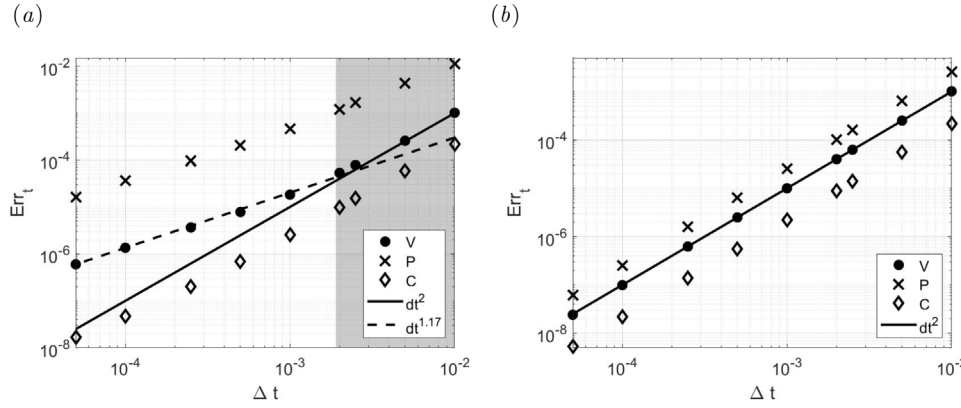 (a)
10^-2
10^-4
10^-6
10^-8
Err_t
10^-4
10^-3
10^-2
Δ t
V
P
C
dt^2
dt^1.17
(b)
10^-4
10^-6
10^-8
Err_t
10^-4
10^-3
Δ t
V
P
C
dt^2